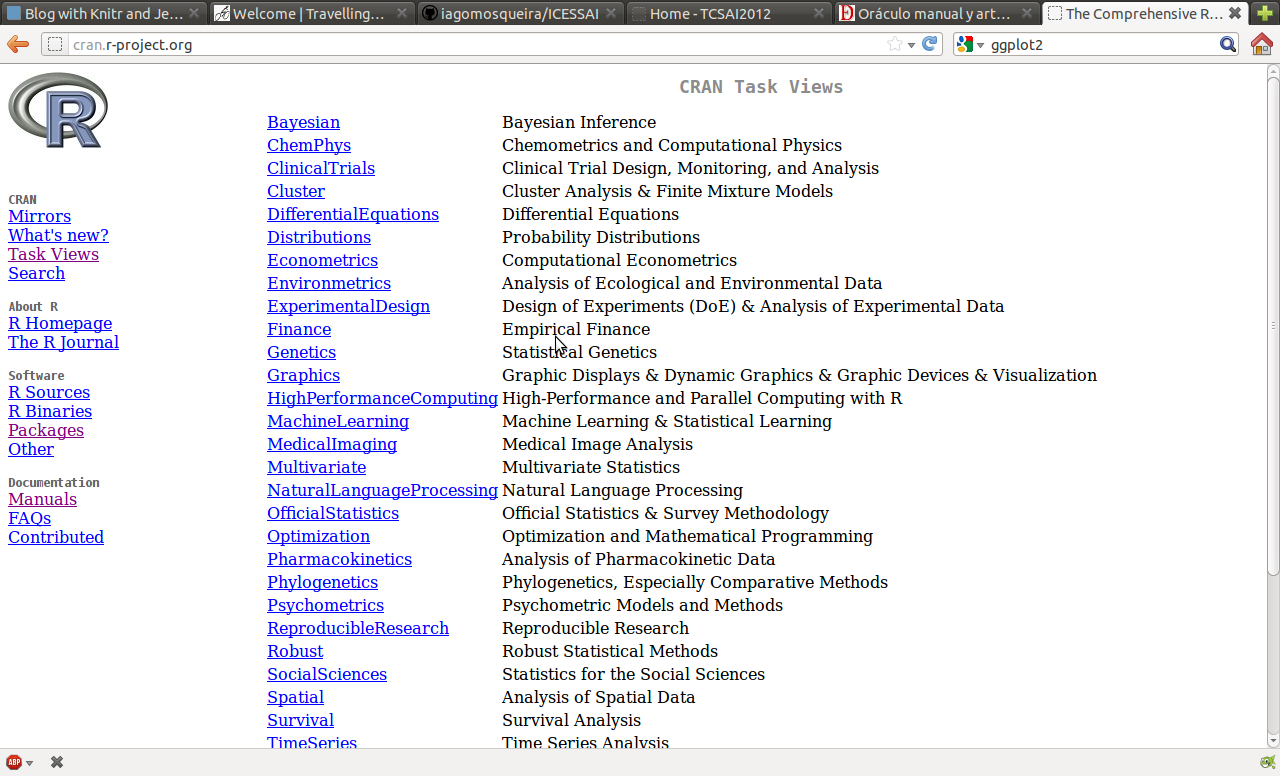 Blog with Knitr and Je... Welcome | Travelling... iagomosqueira/ICESSAI Home - TCSAI2012 Oráculo manual y art... The Comprehensive R...
cran.r-project.org ggplot2
R
CRAN
Mirrors
What's new?
Task Views
Search
About R
R Homepage
The R Journal
Software
R Sources
R Binaries
Packages
Other
Documentation
Manuals
FAQs
Contributed
CRAN Task Views
Bayesian Bayesian Inference
ChemPhys Chemometrics and Computational Physics
ClinicalTrials Clinical Trial Design, Monitoring, and Analysis
Cluster Cluster Analysis & Finite Mixture Models
DifferentialEquations Differential Equations
Distributions Probability Distributions
Econometrics Computational Econometrics
Environmetrics Analysis of Ecological and Environmental Data
ExperimentalDesign Design of Experiments (DoE) & Analysis of Experimental Data
Finance Empirical Finance
Genetics Statistical Genetics
Graphics Graphic Displays & Dynamic Graphics & Graphic Devices & Visualization
HighPerformanceComputing High-Performance and Parallel Computing with R
MachineLearning Machine Learning & Statistical Learning
MedicalImaging Medical Image Analysis
Multivariate Multivariate Statistics
NaturalLanguageProcessing Natural Language Processing
OfficialStatistics Official Statistics & Survey Methodology
Optimization Optimization and Mathematical Programming
Pharmacokinetics Analysis of Pharmacokinetic Data
Phylogenetics Phylogenetics, Especially Comparative Methods
Psychometrics Psychometric Models and Methods
ReproducibleResearch Reproducible Research
Robust Robust Statistical Methods
SocialSciences Statistics for the Social Sciences
Spatial Analysis of Spatial Data
Survival Survival Analysis
TimeSeries Time Series Analysis
ABP